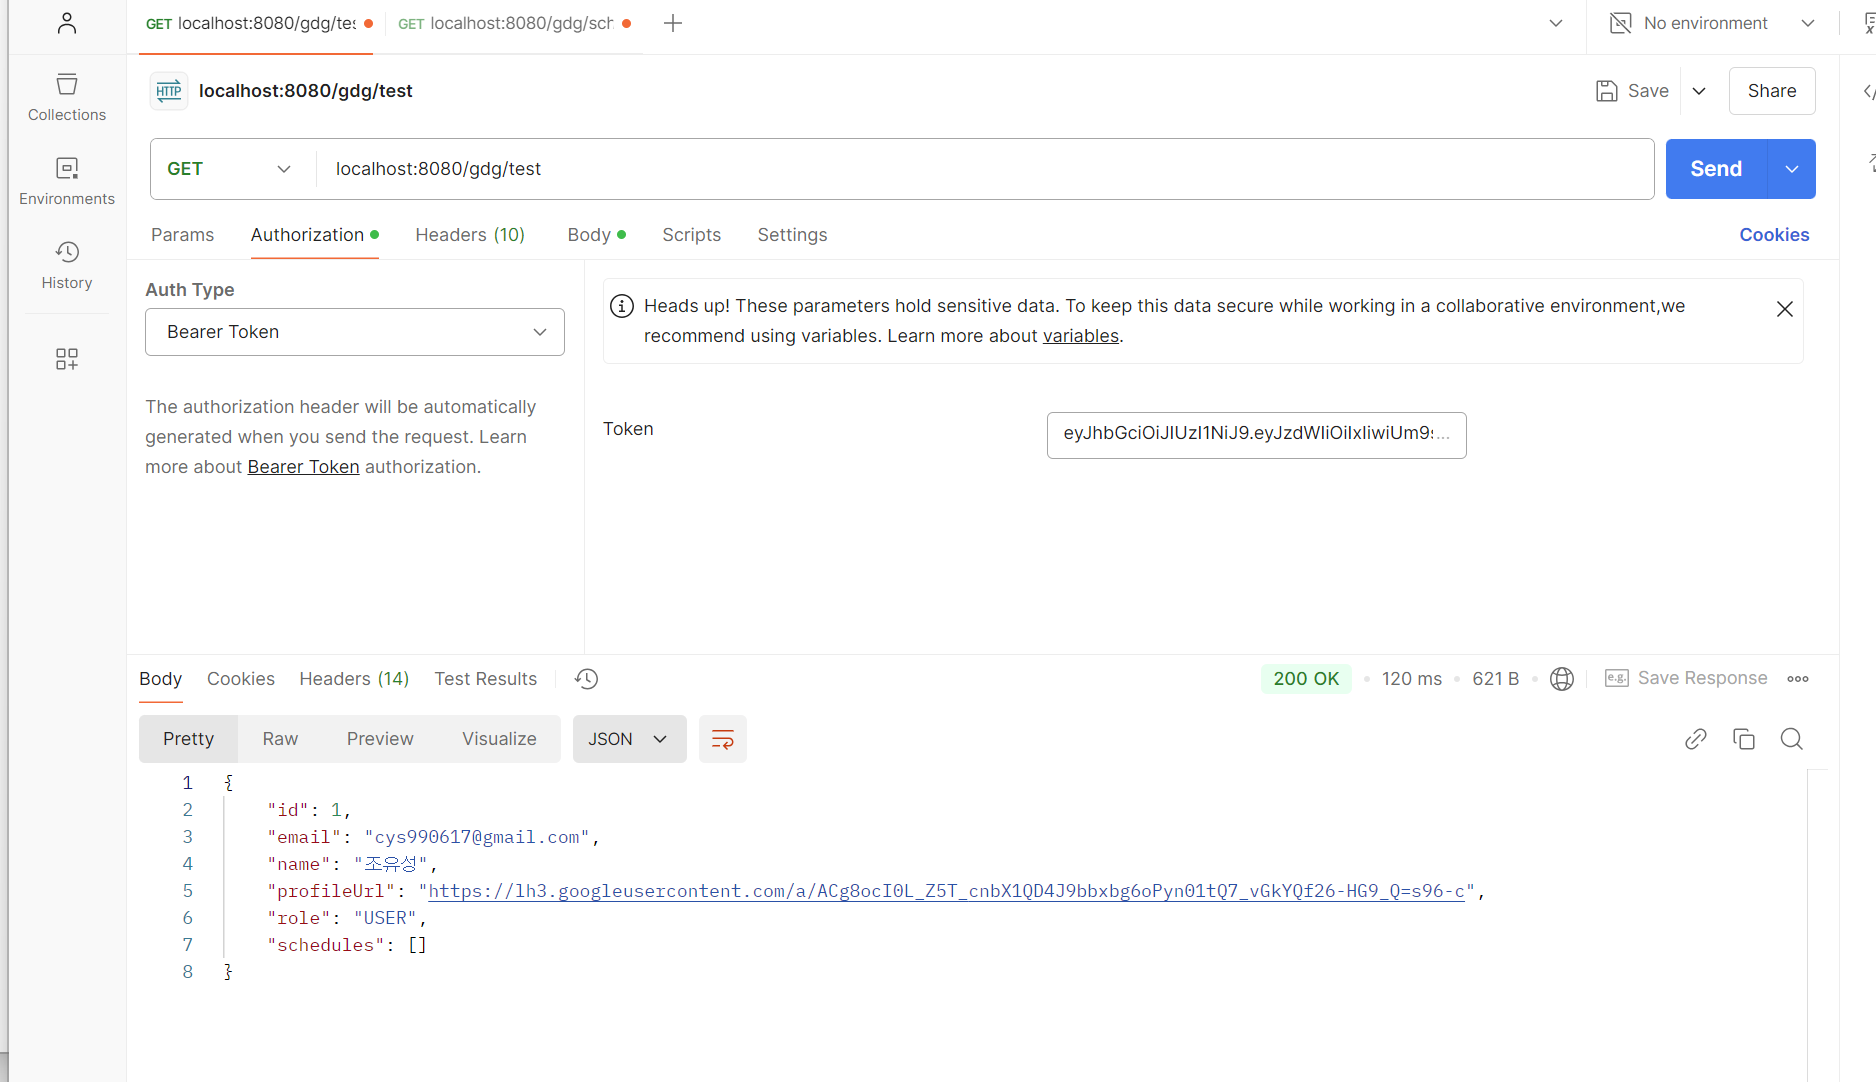 GET localhost:8080/gdg/tes
GET localhost:8080/gdg/sch
No environment
Collections
Environments
History
HTTP
localhost:8080/gdg/test
Save
Share
GET
localhost:8080/gdg/test
Send
Params
Authorization
Headers (10)
Body
Scripts
Settings
Cookies
Auth Type
Bearer Token
The authorization header will be automatically
generated when you send the request. Learn
more about Bearer Token authorization.
Heads up! These parameters hold sensitive data. To keep this data secure while working in a collaborative environment,we
recommend using variables. Learn more about variables.
Token
eyJhbGciOiJIUzI1NiJ9.eyJzdWIiOiIxIiwiUm9s...
Body
Cookies
Headers (14)
Test Results
200 OK
120 ms
621 B
e.g.
Save Response
Pretty
Raw
Preview
Visualize
JSON
1 {
2 "id": 1,
3 "email": "cys990617@gmail.com",
4 "name": "조유성",
5 "profileUrl": "https://lh3.googleusercontent.com/a/ACg8ocI0L_Z5T_cnbX1QD4J9bbxbg6oPyn01tQ7_vGkYQf26-HG9_Q=s96-c",
6 "role": "USER",
7 "schedules": []
8 }